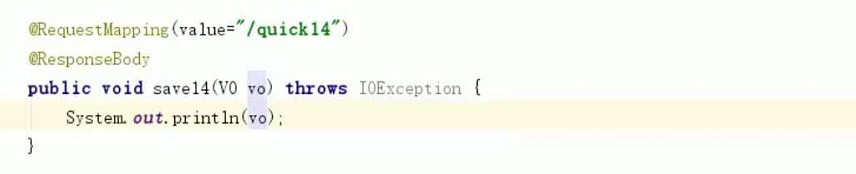 @RequestMapping(value="/quick14")
@ResponseBody
public void save14(VO vo) throws IOException {
System.out.println(vo);
}